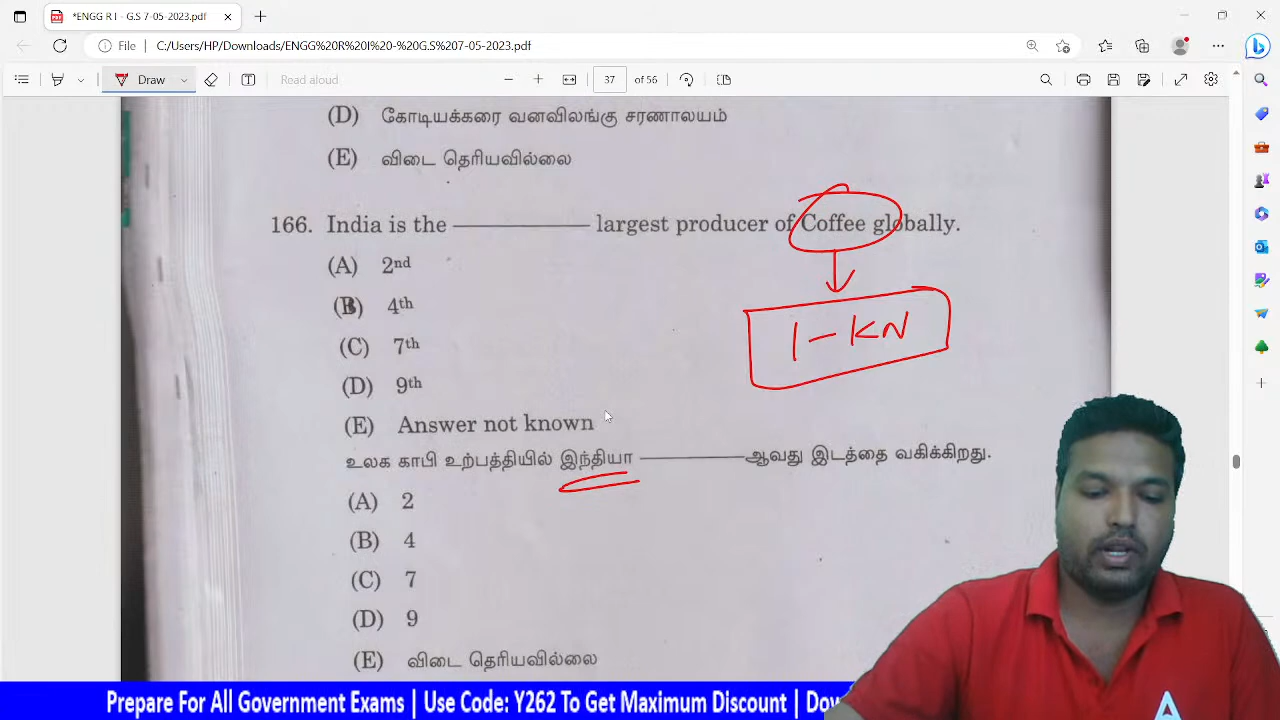 *ENGG R I - G.S 7-05-2023.pdf
File C:/Users/HP/Downloads/ENGG%20R%20I%20-%20G.S%207-05-2023.pdf
Draw Read aloud 37 of 56
(D) கோடியக்கரை வனவிலங்கு சரணாலயம்
(E) விடை தெரியவில்லை
166. India is the ———— largest producer of Coffee globally.
(A) 2nd
(B) 4th
(C) 7th
(D) 9th
1 - KN
(E) Answer not known
உலக காபி உற்பத்தியில் இந்தியா ———— ஆவது இடத்தை வகிக்கிறது.
(A) 2
(B) 4
(C) 7
(D) 9
(E) விடை தெரியவில்லை
Prepare For All Government Exams | Use Code: Y262 To Get Maximum Discount |